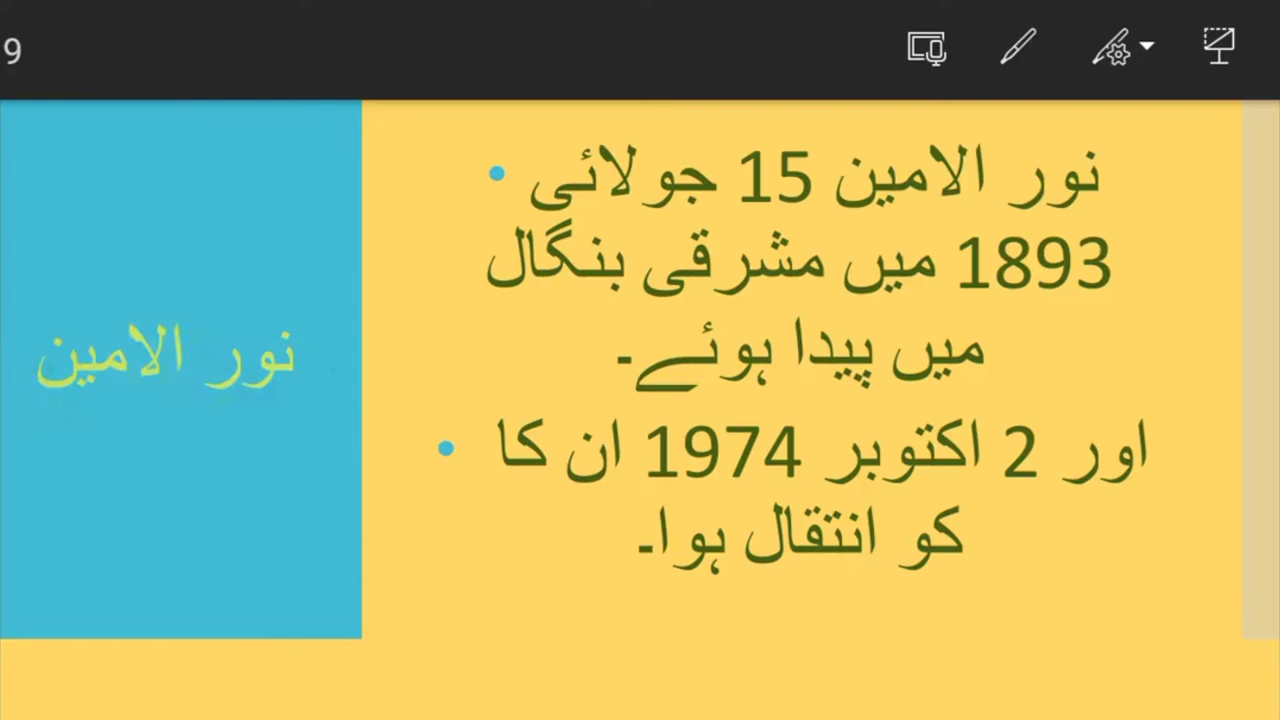 9
نور الامین
نور الامین 15 جولائی
1893 میں مشرقی بنگال
میں پیدا ہوئے۔
اور 2 اکتوبر 1974 ان کا
کو انتقال ہوا۔